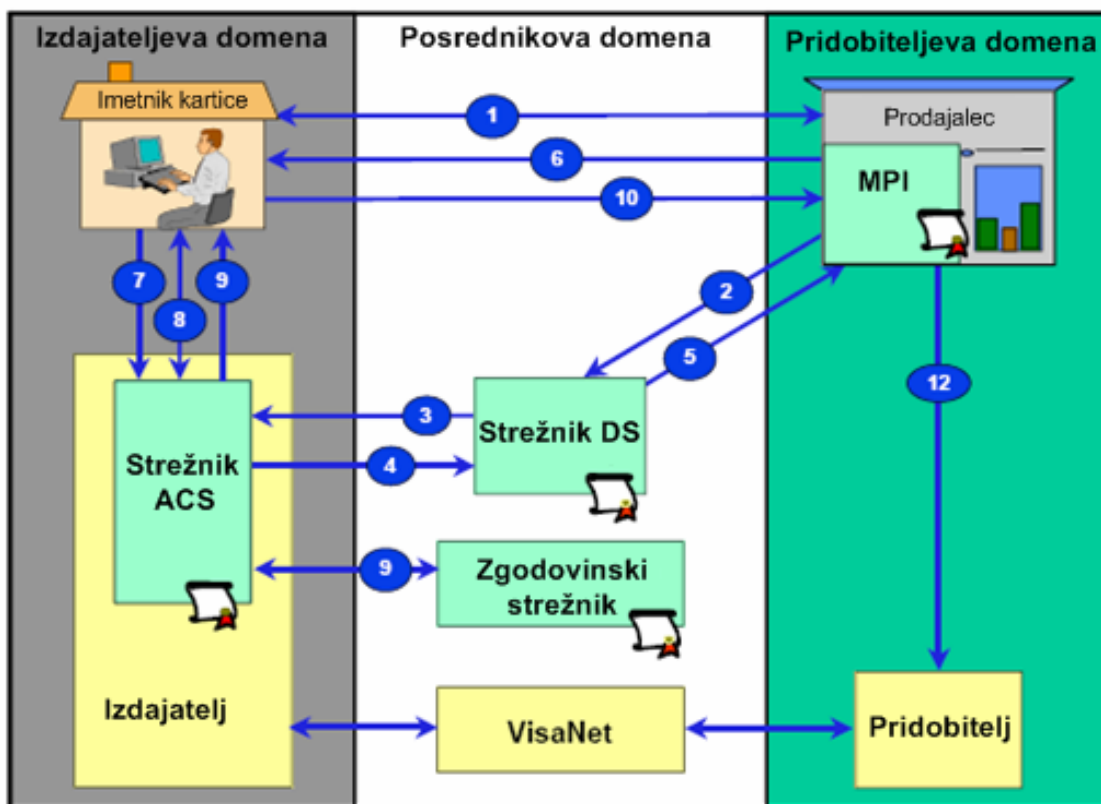 Izdajateljeva domena
Posrednikova domena
Pridobiteljeva domena
Imetnik kartice
Prodajalec
MPI
1
6
10
7
8
9
2
5
12
3
4
Strežnik
ACS
Strežnik DS
9
Zgodovinski
strežnik
Izdajatelj
VisaNet
Pridobitelj